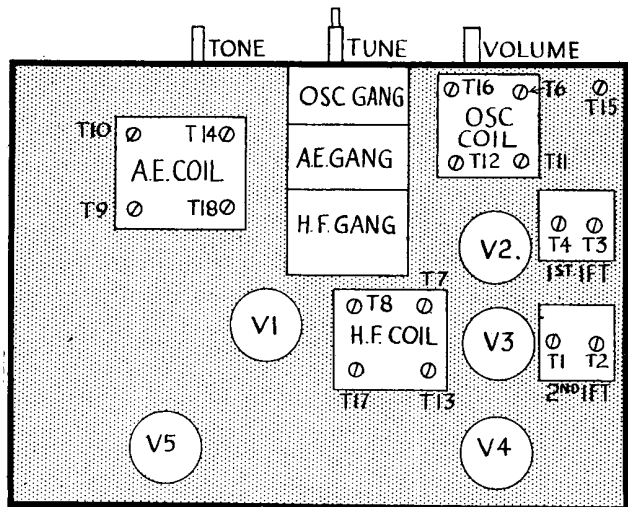 TONE TUNE VOLUME
OSC GANG
T16 T6
T15
OSC
COIL
T10 T14
A.E. COIL
A.E. GANG
T12 T11
T9 T18
H.F. GANG
V2.
T4 T3
1ST IFT
T7
T8
V1
H.F. COIL
V3
T1 T2
T17 T13
2ND IFT
V5
V4